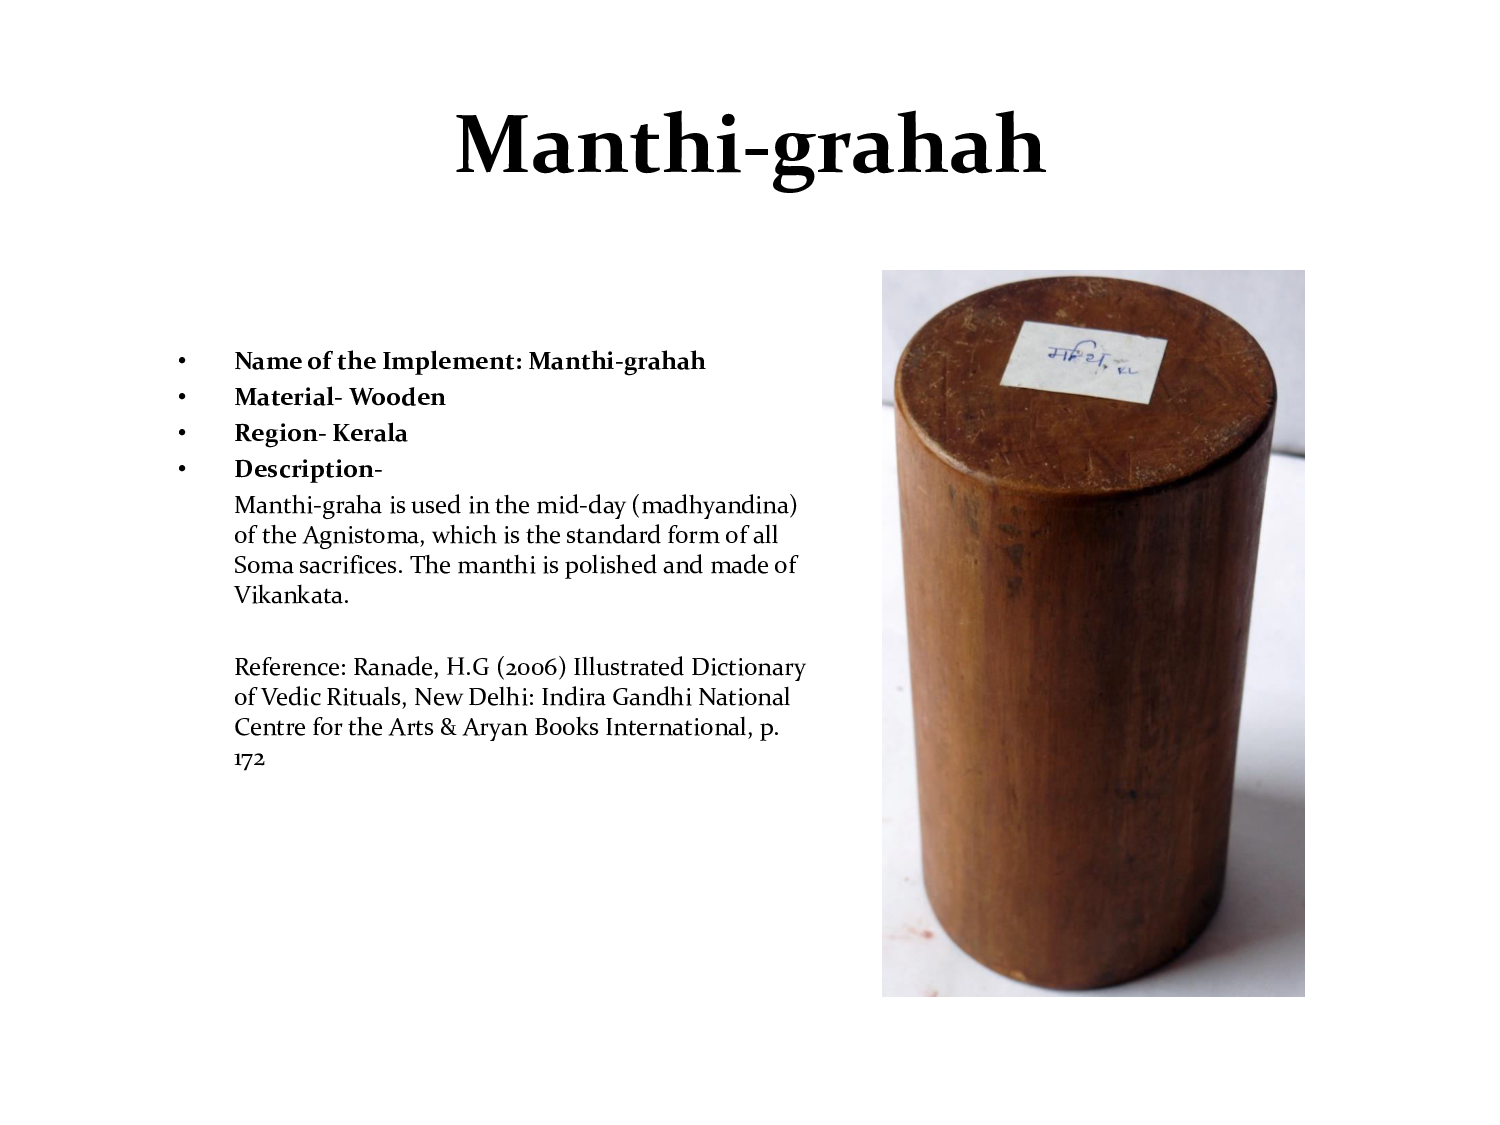 Manthi-grahah
• Name of the Implement: Manthi-grahah
• Material- Wooden
• Region- Kerala
• Description-
Manthi-graha is used in the mid-day (madhyandina)
of the Agnistoma, which is the standard form of all
Soma sacrifices. The manthi is polished and made of
Vikankata.
Reference: Ranade, H.G (2006) Illustrated Dictionary
of Vedic Rituals, New Delhi: Indira Gandhi National
Centre for the Arts & Aryan Books International, p.
172
मन्थि, KL